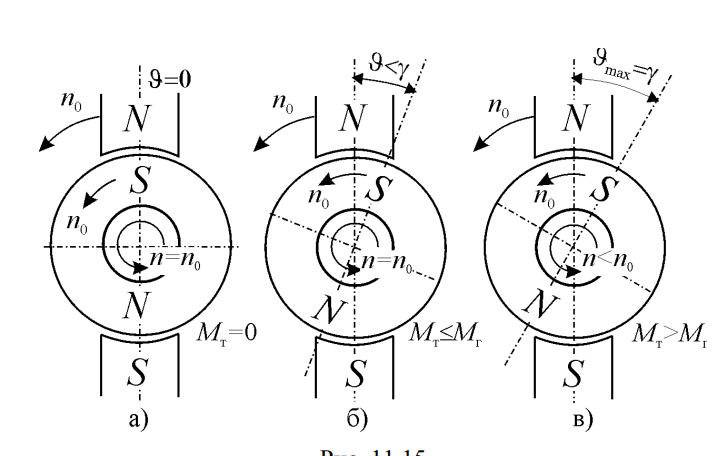 ϑ=0
n₀
N
S
n₀
n=n₀
N
Mт=0
S
а)
ϑ<γ
n₀
N
S
n₀
n=n₀
N
Mт≤Mг
S
б)
ϑmax=γ
n₀
N
S
n₀
n<n₀
N
Mт>Mг
S
в)